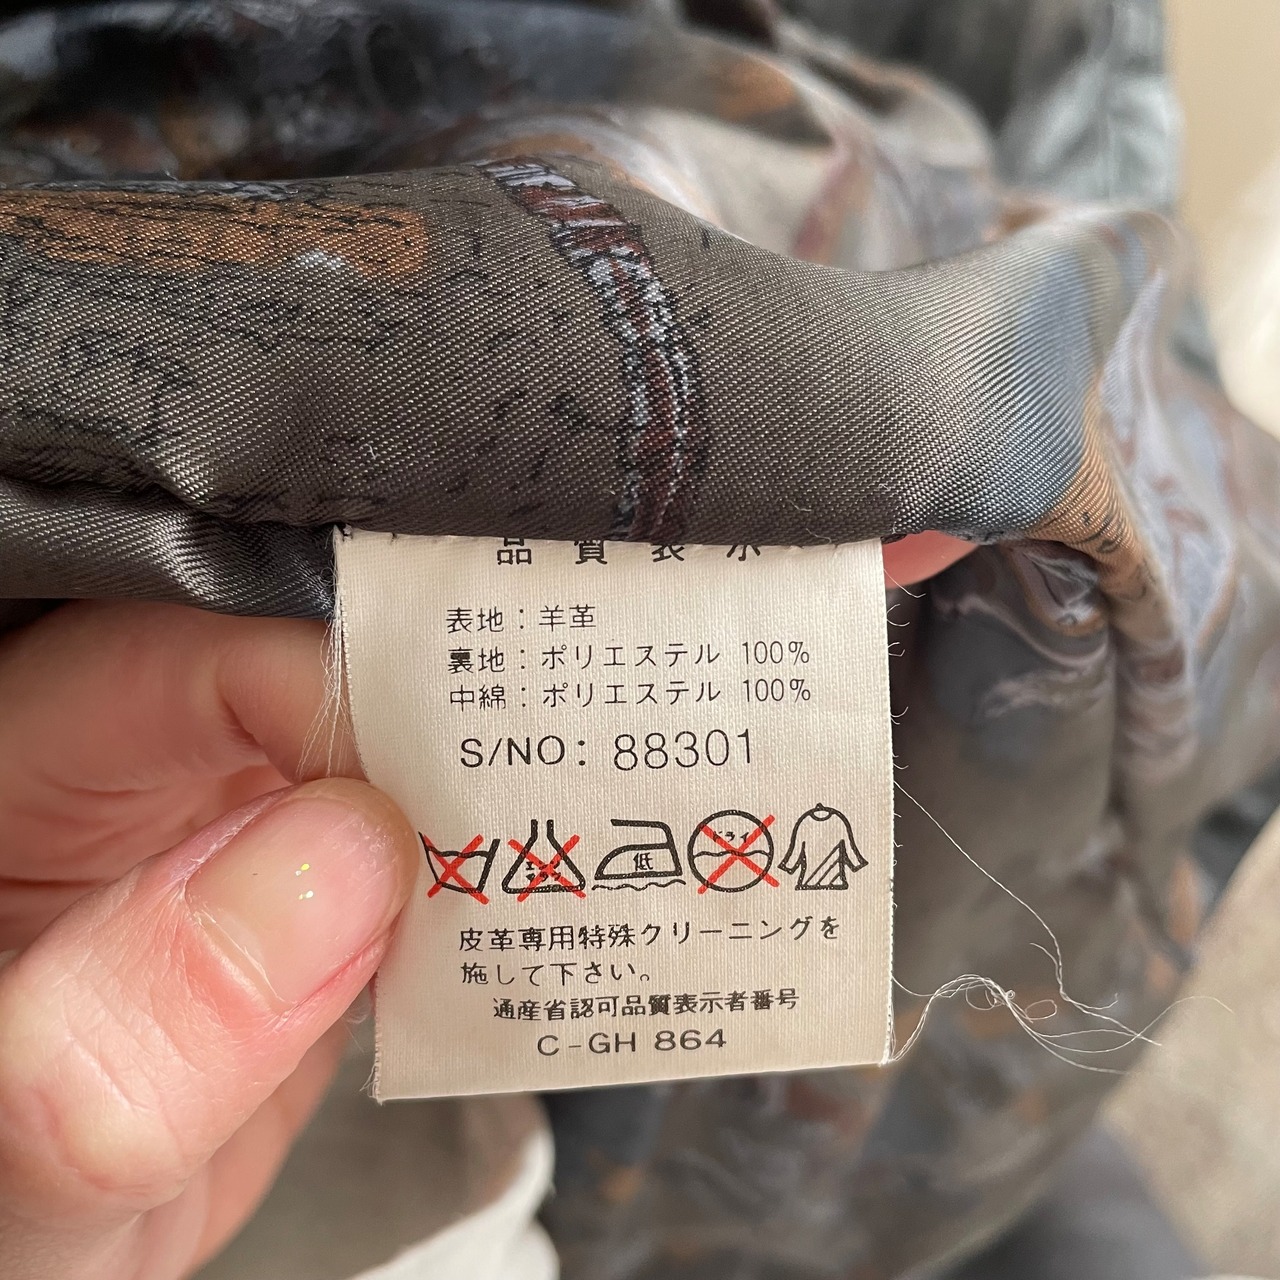 品質表示
表地：羊革
裏地：ポリエステル 100%
中綿：ポリエステル 100%
S/NO: 88301
低
ドライ
皮革専用特殊クリーニングを
施して下さい。
通産省認可品質表示者番号
C-GH 864